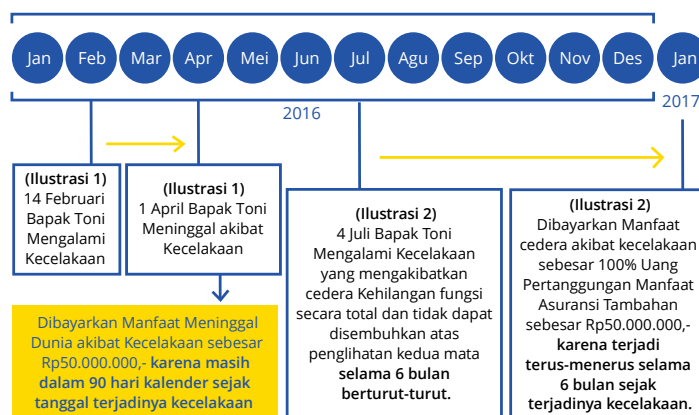 Jan Feb Mar Apr Mei Jun Jul Agu Sep Okt Nov Des Jan
2016
2017
(Ilustrasi 1)
14 Februari
Bapak Toni
Mengalami
Kecelakaan
(Ilustrasi 1)
1 April Bapak Toni
Meninggal akibat
Kecelakaan
Dibayarkan Manfaat Meninggal
Dunia akibat Kecelakaan sebesar
Rp50.000.000,- karena masih
dalam 90 hari kalender sejak
tanggal terjadinya kecelakaan
(Ilustrasi 2)
4 Juli Bapak Toni
Mengalami Kecelakaan
yang mengakibatkan
cedera Kehilangan fungsi
secara total dan tidak dapat
disembuhkan atas
penglihatan kedua mata
selama 6 bulan
berturut-turut.
(Ilustrasi 2)
Dibayarkan Manfaat
cedera akibat kecelakaan
sebesar 100% Uang
Pertanggungan Manfaat
Asuransi Tambahan
sebesar Rp50.000.000,-
karena terjadi
terus-menerus selama
6 bulan sejak
terjadinya kecelakaan.